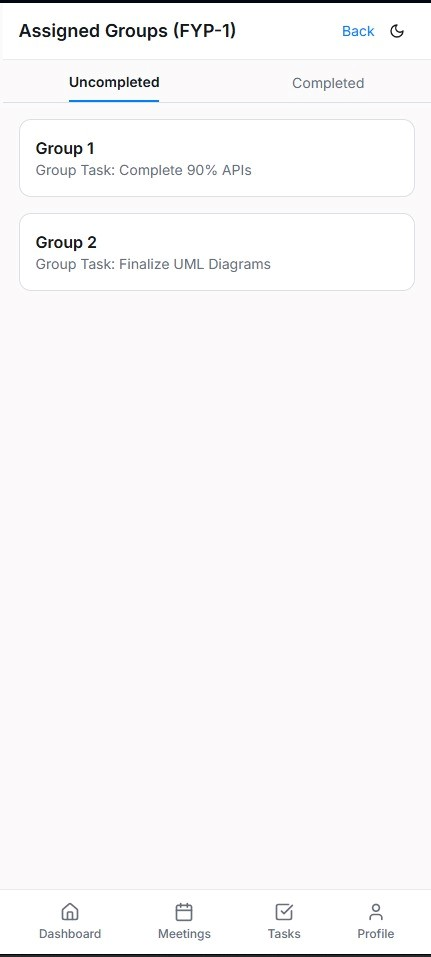 Assigned Groups (FYP-1)
Back
Uncompleted
Completed
Group 1
Group Task: Complete 90% APIs
Group 2
Group Task: Finalize UML Diagrams
Dashboard
Meetings
Tasks
Profile